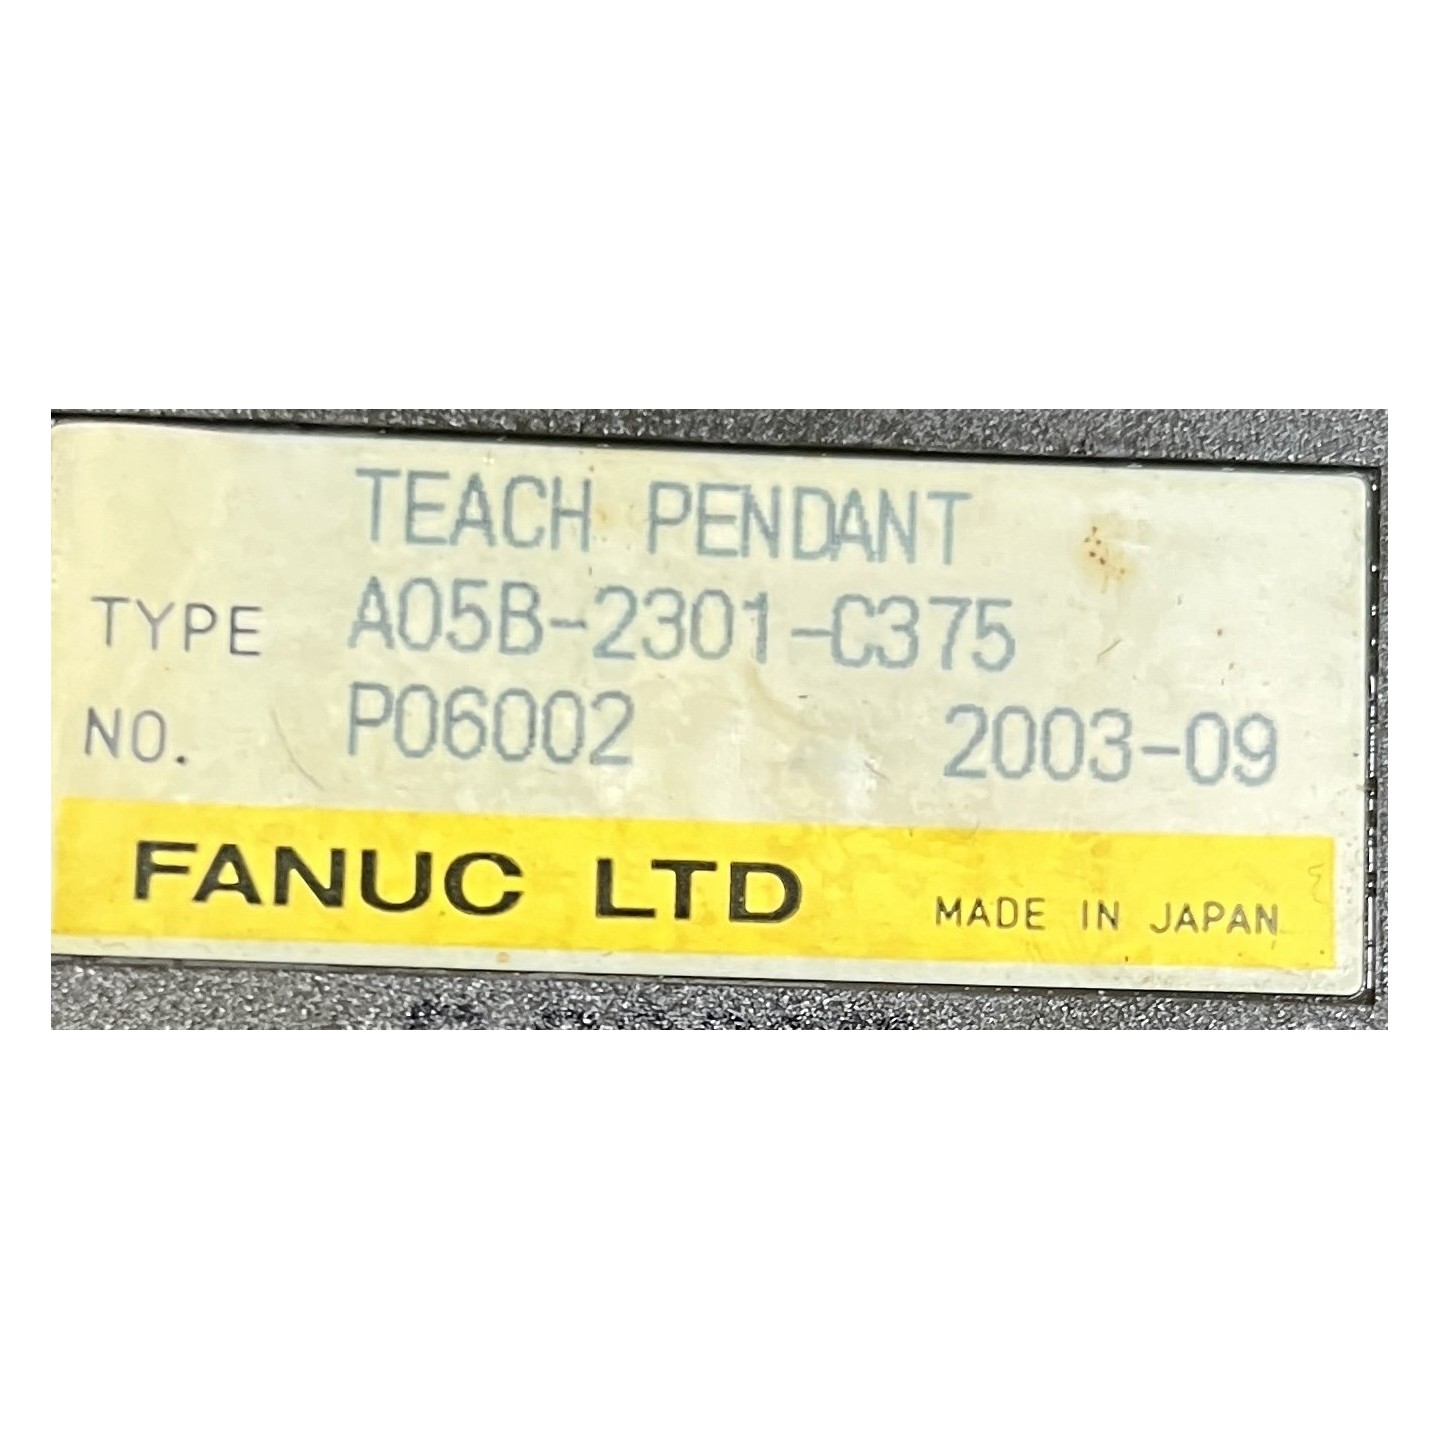 TEACH PENDANT
TYPE A05B-2301-C375
NO. P06002 2003-09
FANUC LTD MADE IN JAPAN